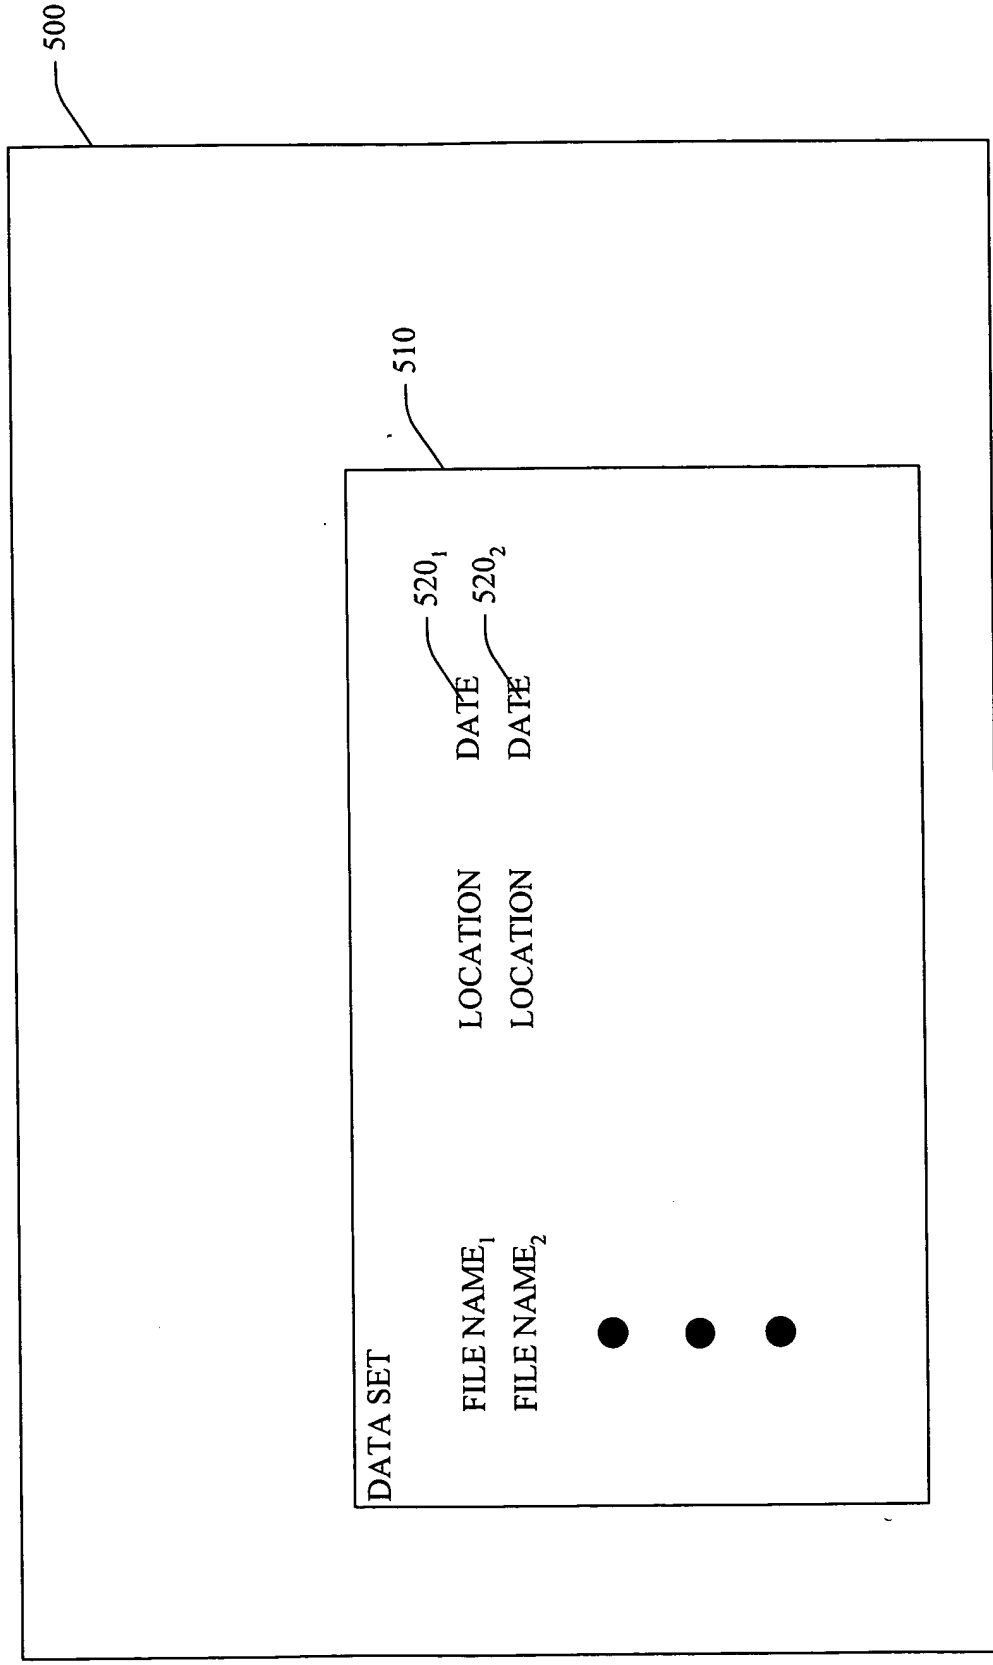 500
510
DATA SET
520₁
FILE NAME₁ LOCATION DATE
520₂
FILE NAME₂ LOCATION DATE